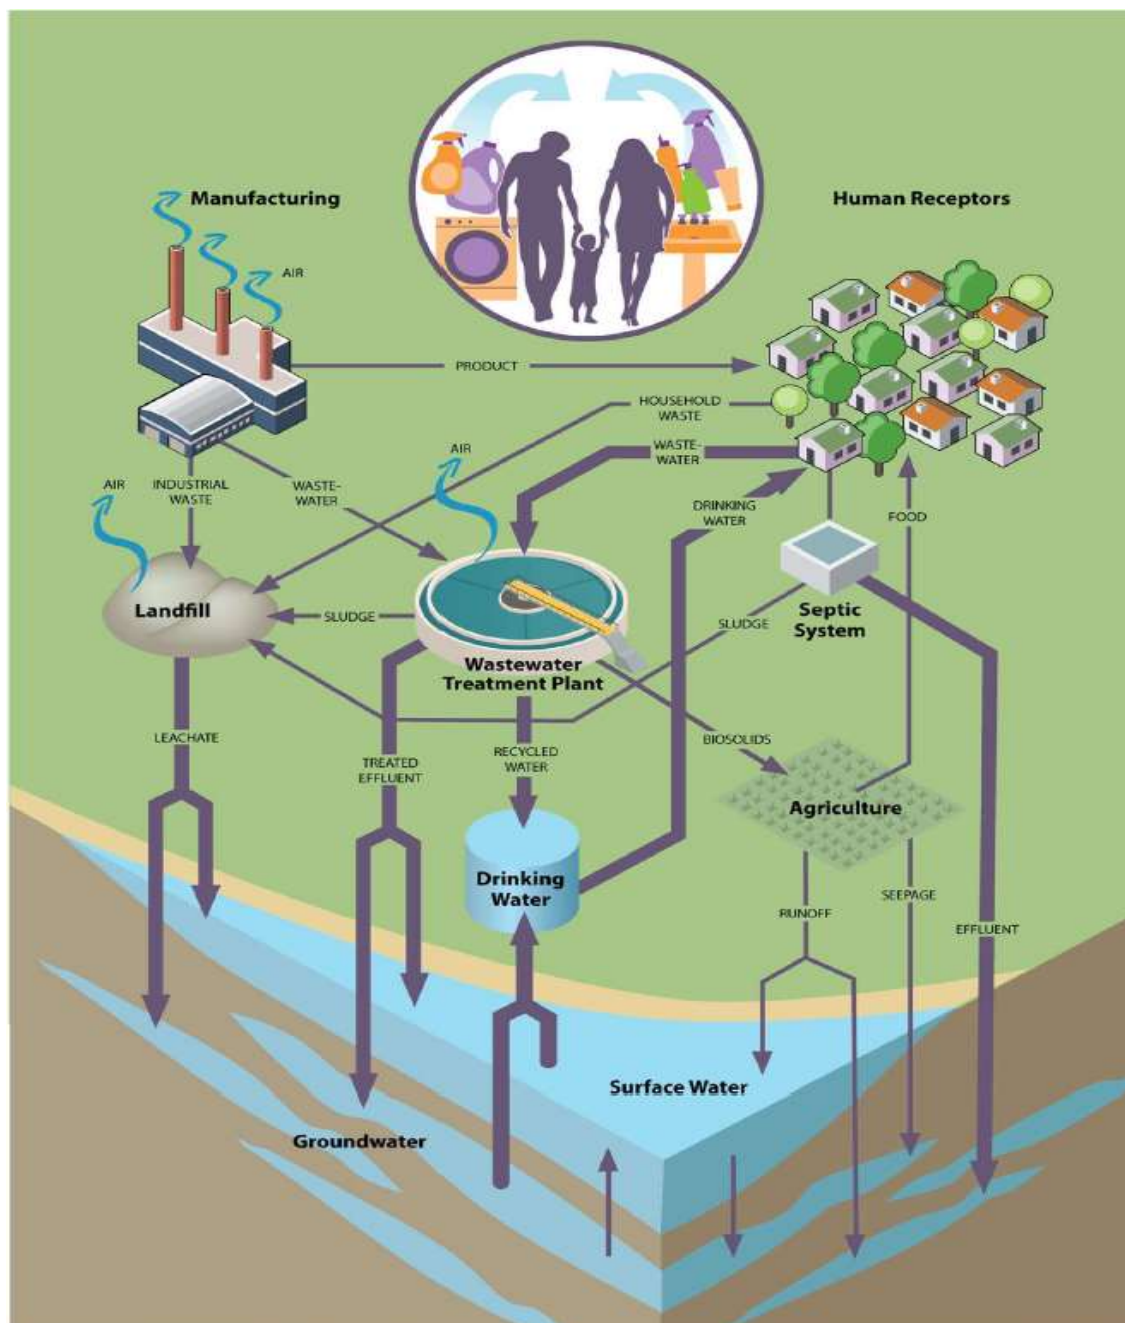 Manufacturing
Human Receptors
AIR
PRODUCT
HOUSEHOLD
WASTE
WASTE-
WATER
AIR
AIR
INDUSTRIAL
WASTE
WASTE-
WATER
DRINKING
WATER
FOOD
Landfill
SLUDGE
SLUDGE
Septic
System
Wastewater
Treatment Plant
LEACHATE
TREATED
EFFLUENT
RECYCLED
WATER
BIOSOLIDS
Agriculture
Drinking
Water
RUNOFF
SEEPAGE
EFFLUENT
Surface Water
Groundwater